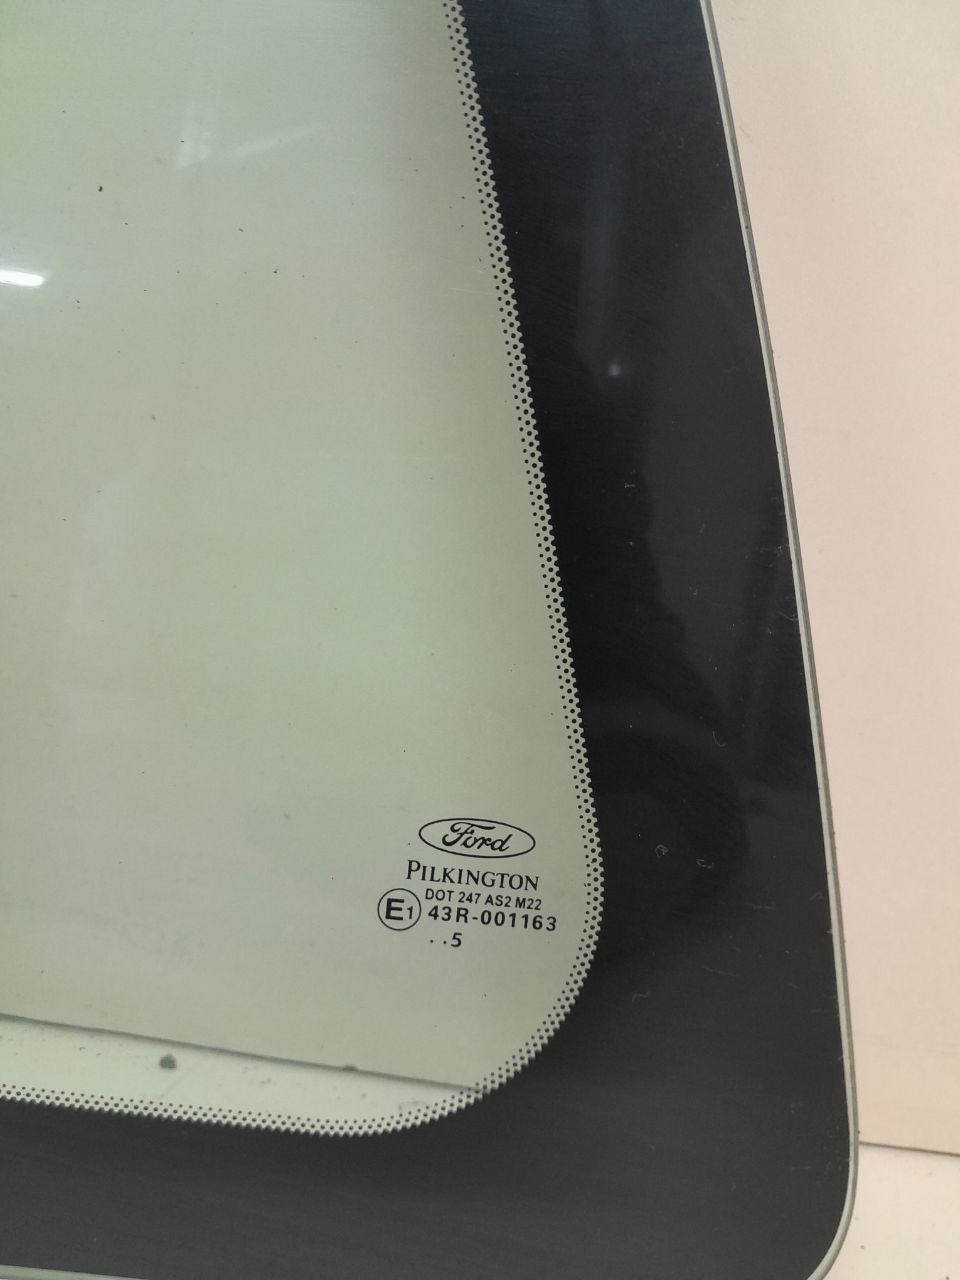 Ford
PILKINGTON
DOT 247 AS2 M22
E1 43R-001163
..5